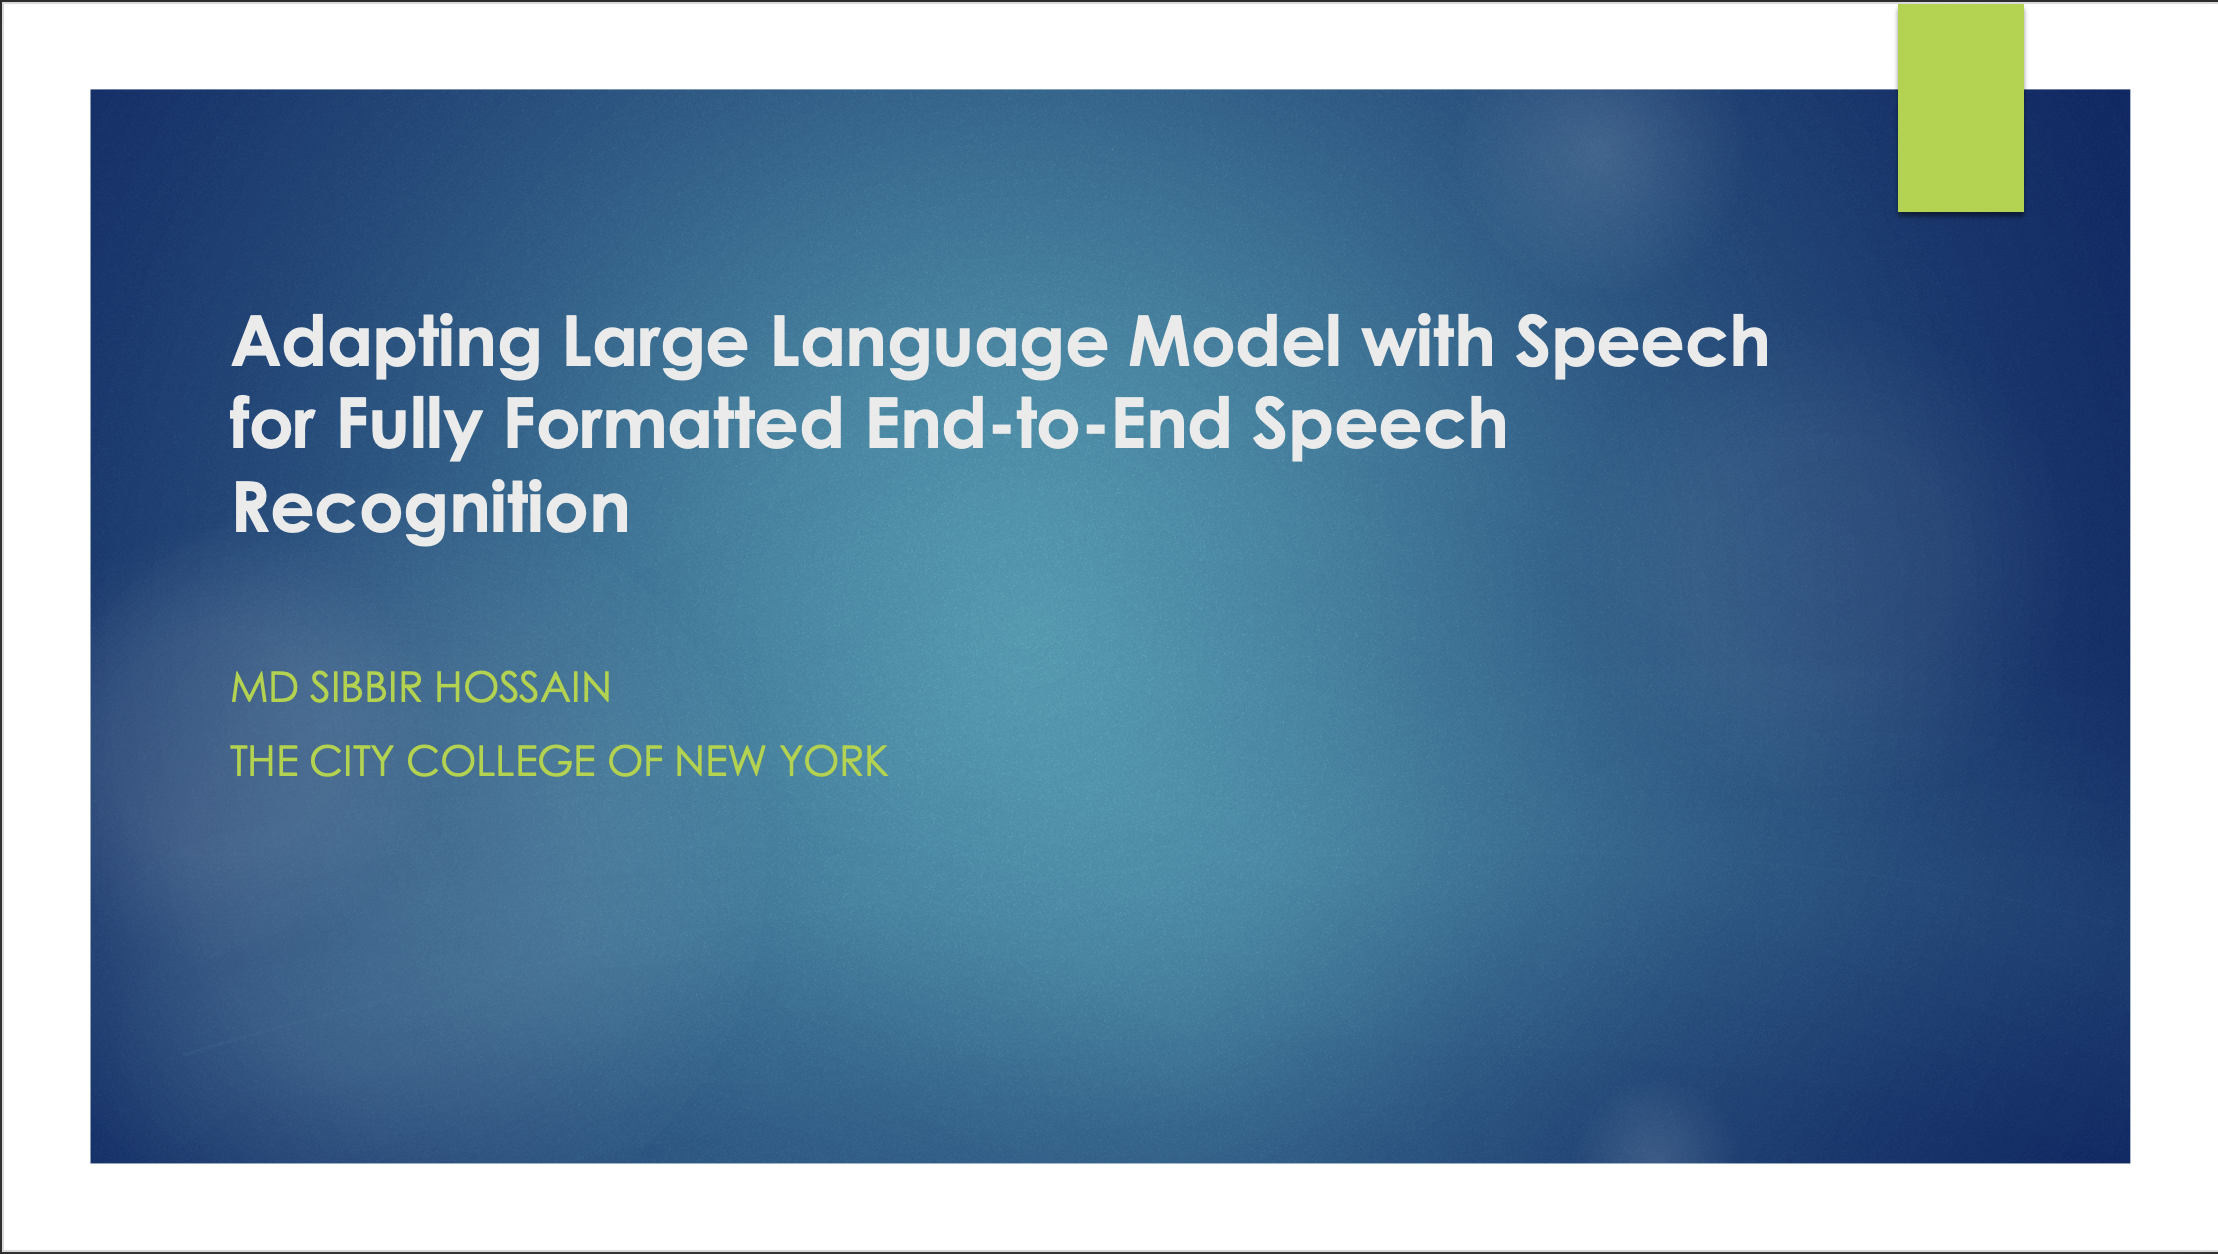 Adapting Large Language Model with Speech
for Fully Formatted End-to-End Speech
Recognition
MD SIBBIR HOSSAIN
THE CITY COLLEGE OF NEW YORK